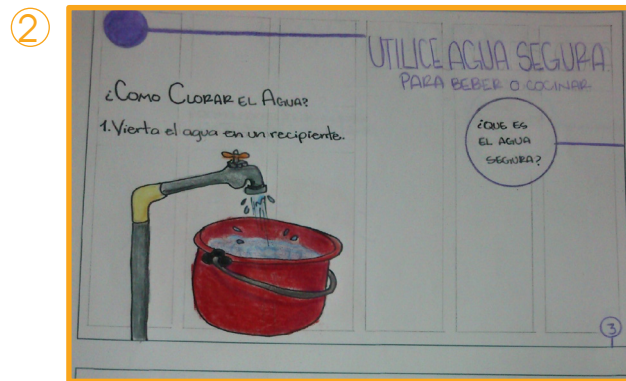 2
UTILICE AGUA SEGURA
PARA BEBER O COCINAR
¿COMO CLORAR EL AGUA?
1. Vierta el agua en un recipiente.
¿QUE ES
EL AGUA
SEGURA?
3